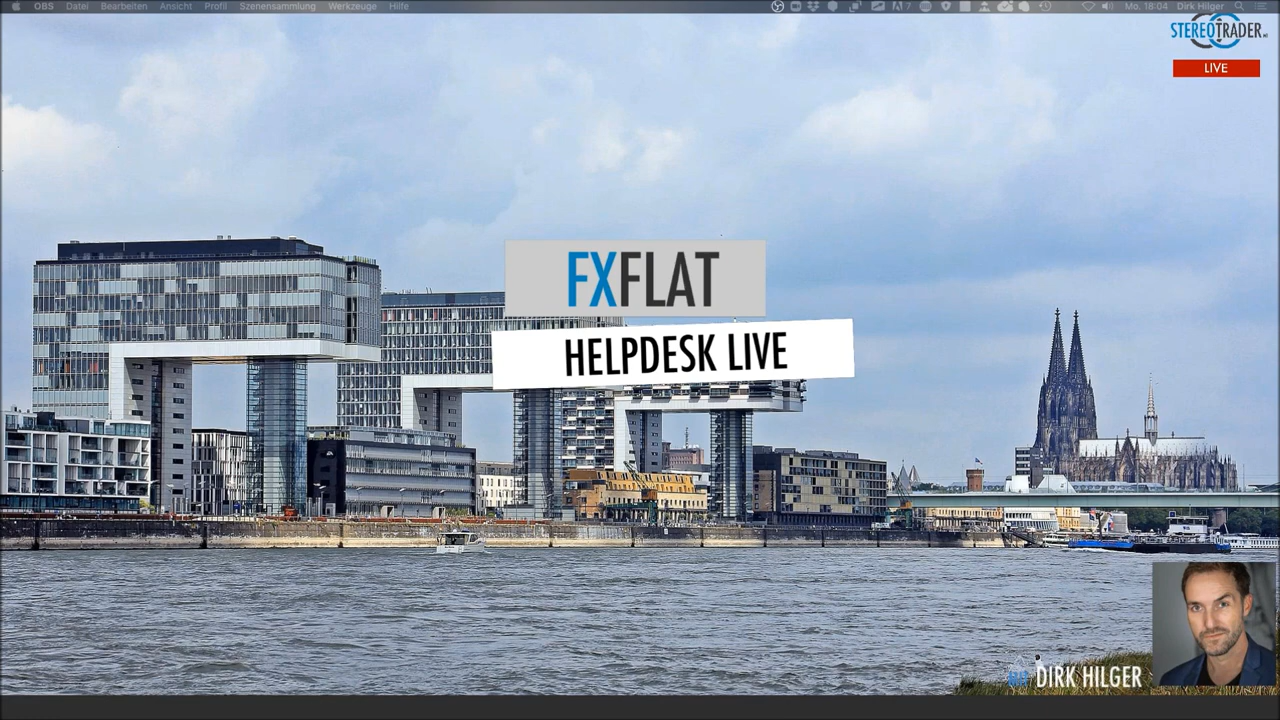 OBS Datei Bearbeiten Ansicht Profil Szenensammlung Werkzeuge Hilfe
7 Mo. 18:04 Dirk Hilger
STEREOTRADER
LIVE
FXFLAT
HELPDESK LIVE
DIRK HILGER